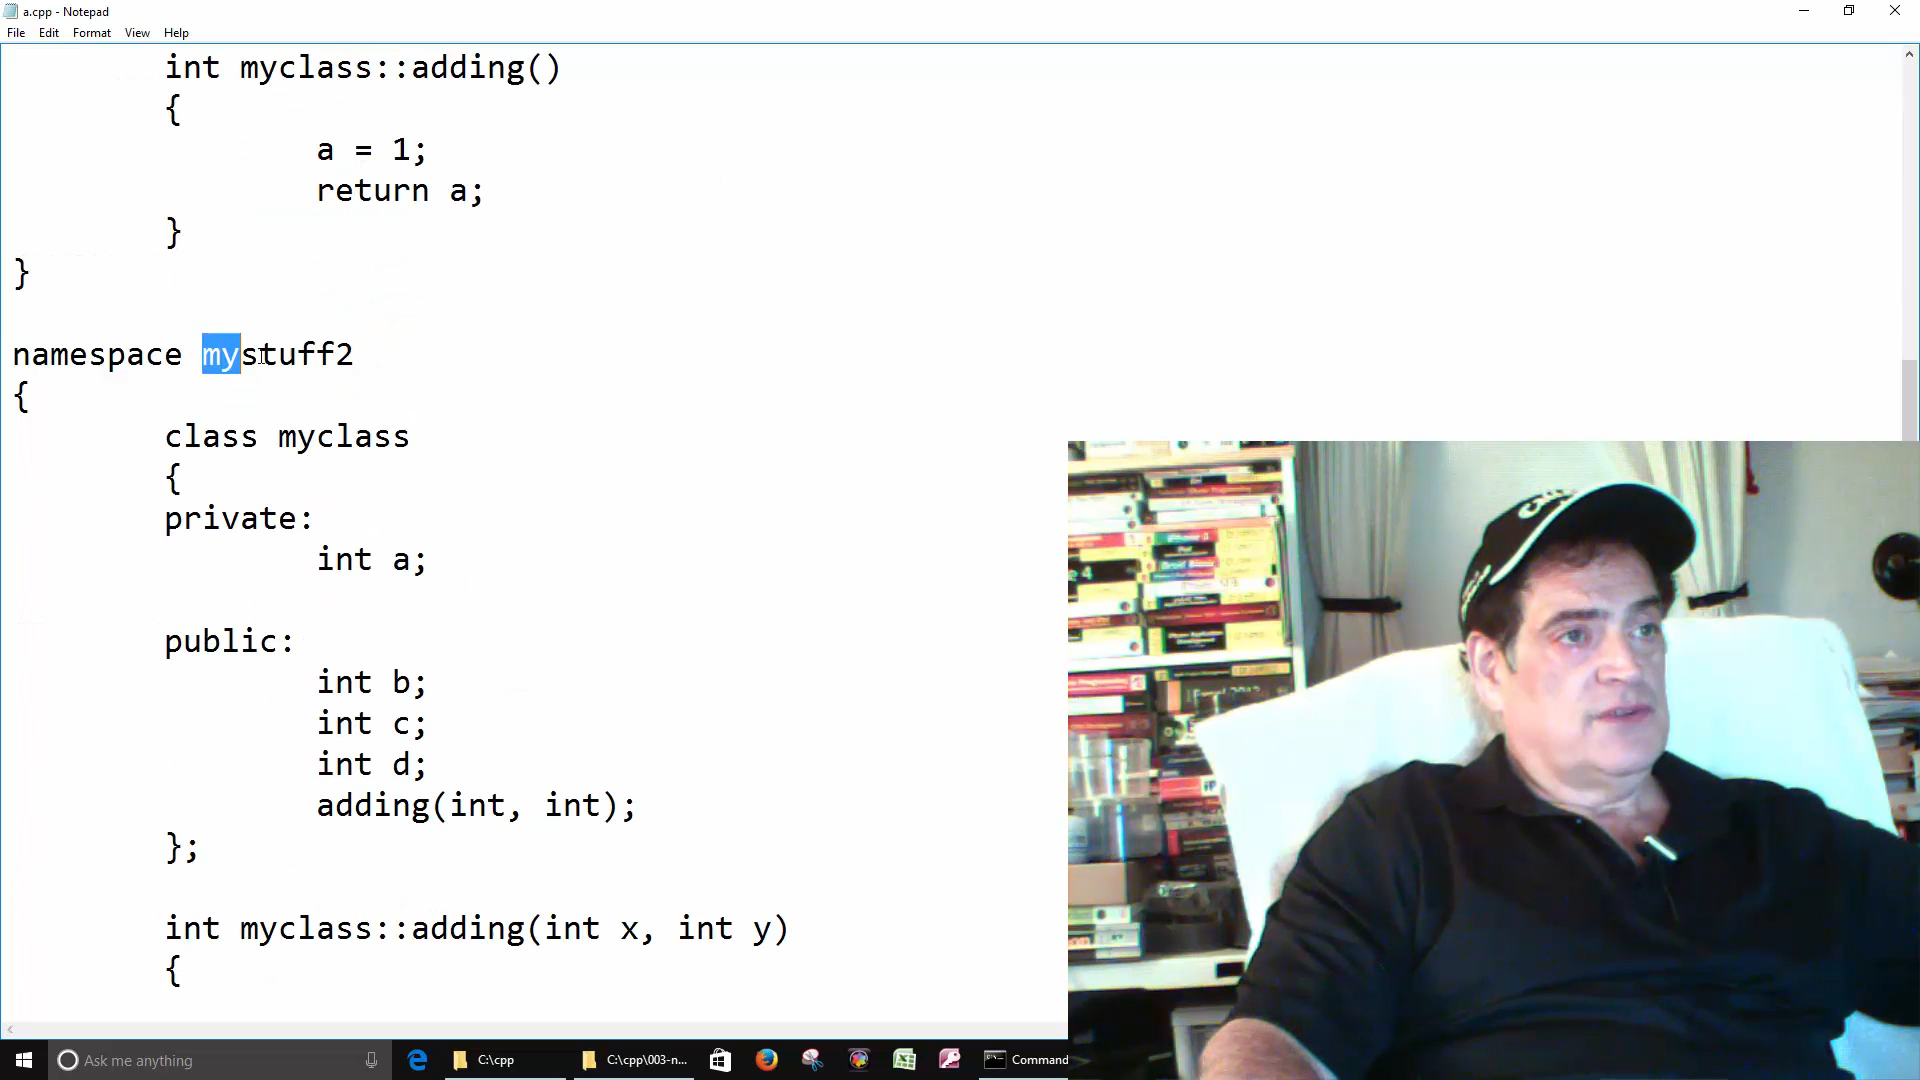 a.cpp - Notepad
File Edit Format View Help
int myclass::adding()
{
a = 1;
return a;
}
}
namespace mystuff2
{
class myclass
{
private:
int a;
public:
int b;
int c;
int d;
adding(int, int);
};
int myclass::adding(int x, int y)
{
Ask me anything
C:\cpp
C:\cpp\003-n...
Command